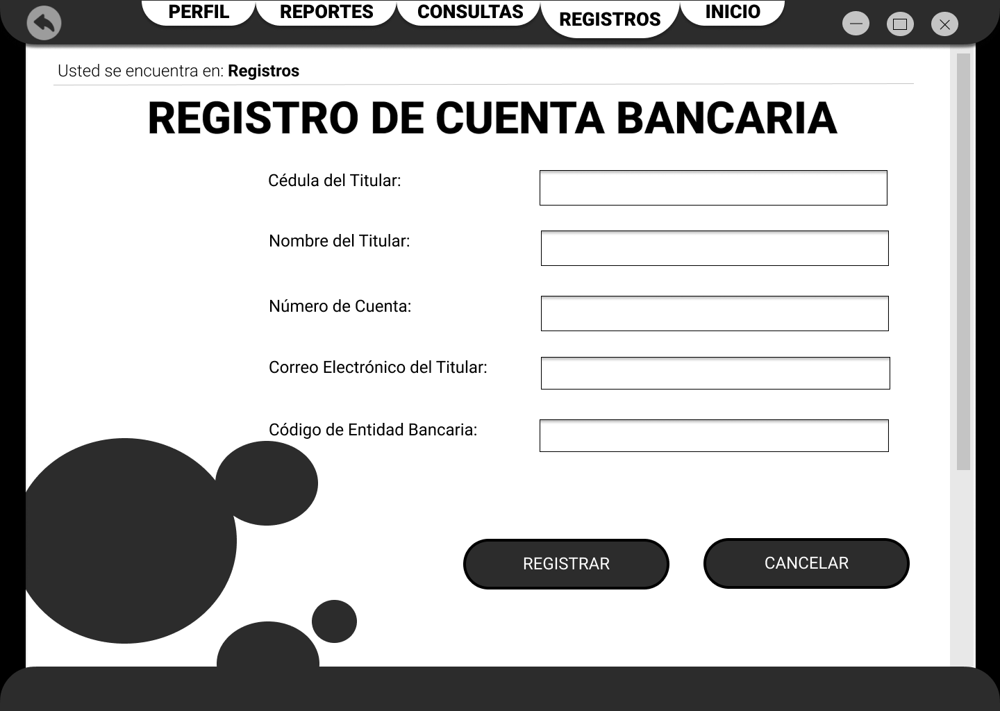 PERFIL REPORTES CONSULTAS REGISTROS INICIO
Usted se encuentra en: Registros
REGISTRO DE CUENTA BANCARIA
Cédula del Titular:
Nombre del Titular:
Número de Cuenta:
Correo Electrónico del Titular:
Código de Entidad Bancaria:
REGISTRAR CANCELAR